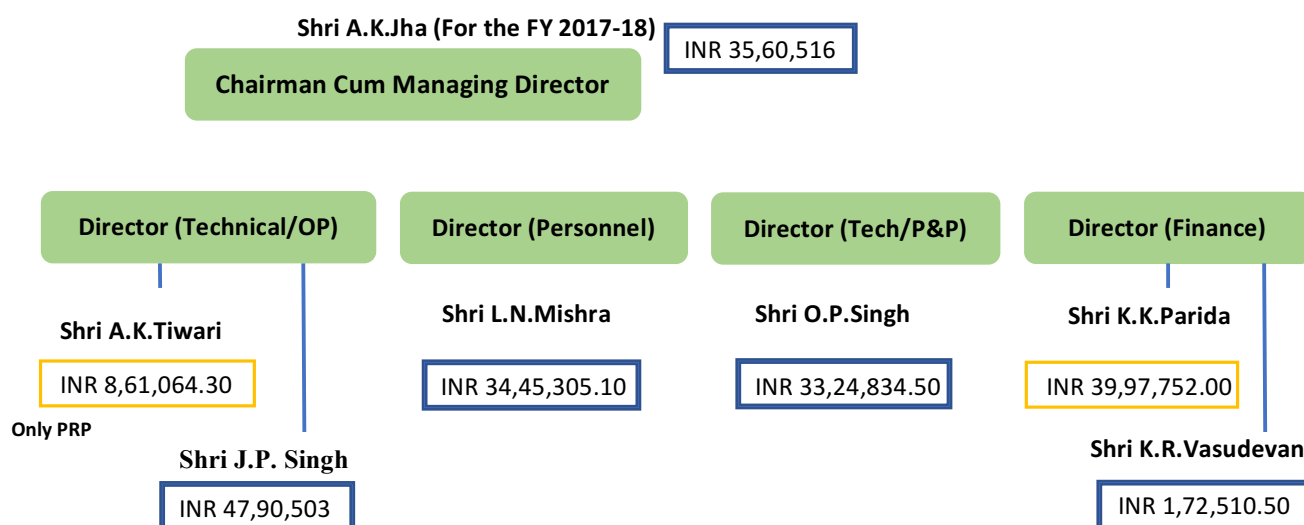 Shri A.K.Jha (For the FY 2017-18)
INR 35,60,516
Chairman Cum Managing Director
Director (Technical/OP)
Director (Personnel)
Director (Tech/P&P)
Director (Finance)
Shri A.K.Tiwari
Shri L.N.Mishra
Shri O.P.Singh
Shri K.K.Parida
INR 8,61,064.30
INR 34,45,305.10
INR 33,24,834.50
INR 39,97,752.00
Only PRP
Shri J.P. Singh
Shri K.R.Vasudevan
INR 47,90,503
INR 1,72,510.50